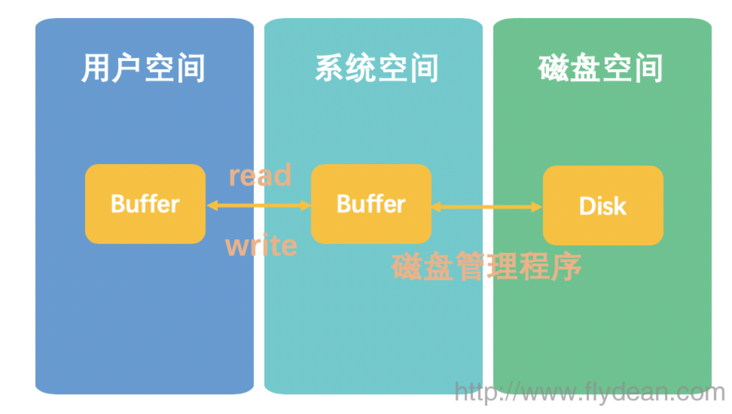 用户空间
系统空间
磁盘空间
read
Buffer
Buffer
Disk
write
磁盘管理程序
http://www.flydean.com